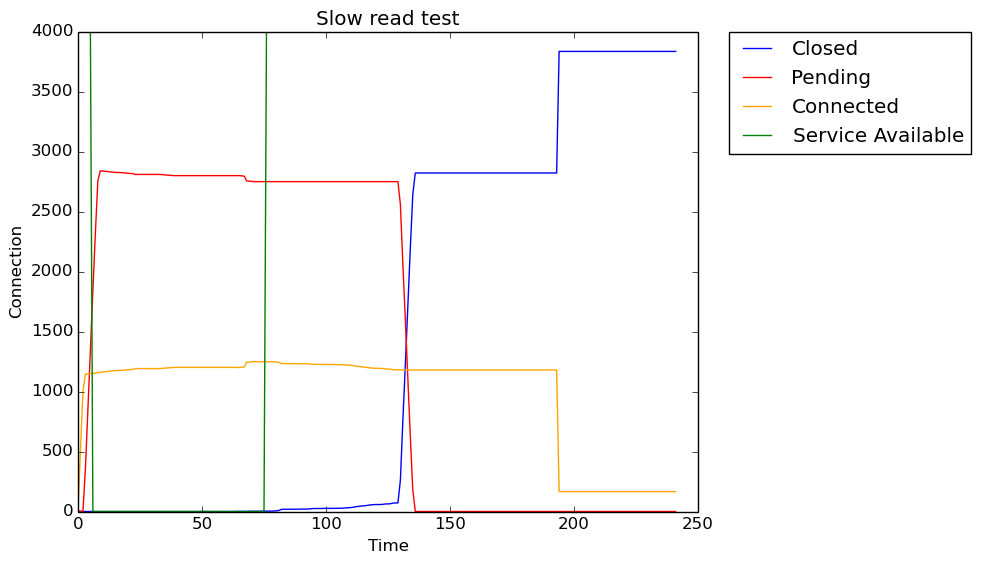 Slow read test
4000
3500
3000
2500
2000
1500
1000
500
0
Connection
0 50 100 150 200 250
Time
Closed
Pending
Connected
Service Available